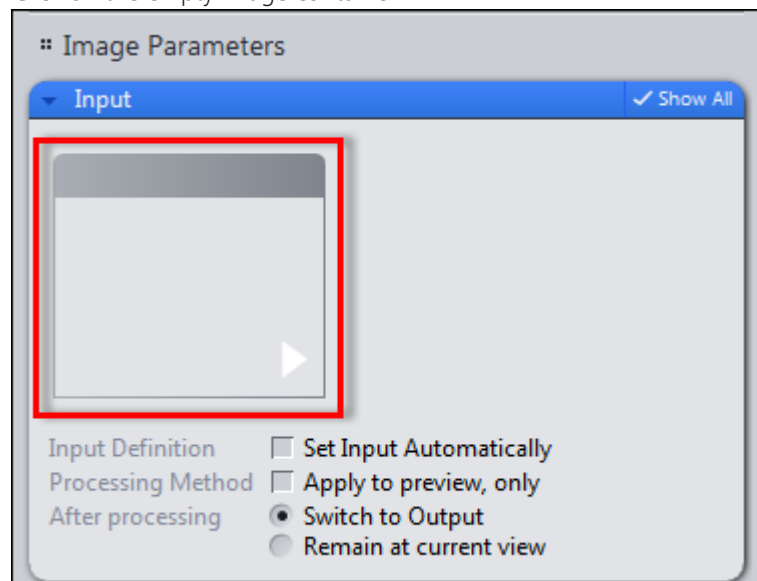 Image Parameters
Input
Show All
Input Definition Set Input Automatically
Processing Method Apply to preview, only
After processing Switch to Output
Remain at current view